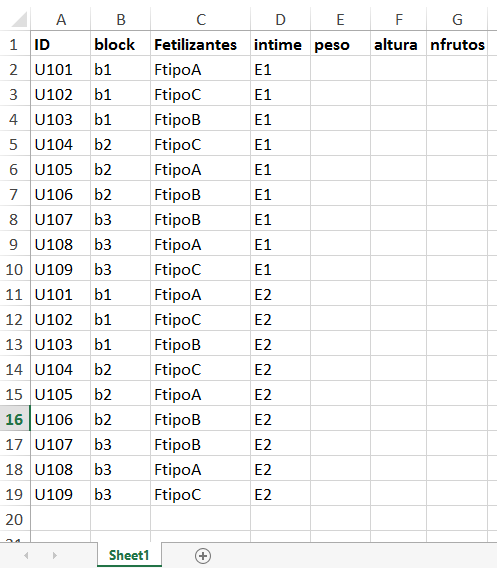 A B C D E F G
1 ID block Fetilizantes intime peso altura nfrutos
2 U101 b1 FtipoA E1
3 U102 b1 FtipoC E1
4 U103 b1 FtipoB E1
5 U104 b2 FtipoC E1
6 U105 b2 FtipoA E1
7 U106 b2 FtipoB E1
8 U107 b3 FtipoB E1
9 U108 b3 FtipoA E1
10 U109 b3 FtipoC E1
11 U101 b1 FtipoA E2
12 U102 b1 FtipoC E2
13 U103 b1 FtipoB E2
14 U104 b2 FtipoC E2
15 U105 b2 FtipoA E2
16 U106 b2 FtipoB E2
17 U107 b3 FtipoB E2
18 U108 b3 FtipoA E2
19 U109 b3 FtipoC E2
20
Sheet1